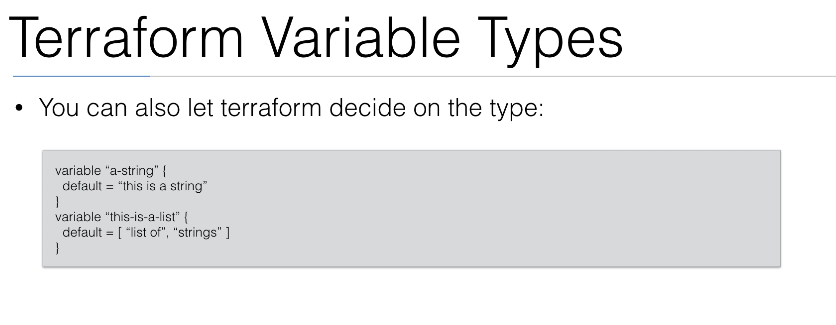 Terraform Variable Types
• You can also let terraform decide on the type:
variable “a-string” {
default = “this is a string”
}
variable “this-is-a-list” {
default = [ “list of”, “strings” ]
}